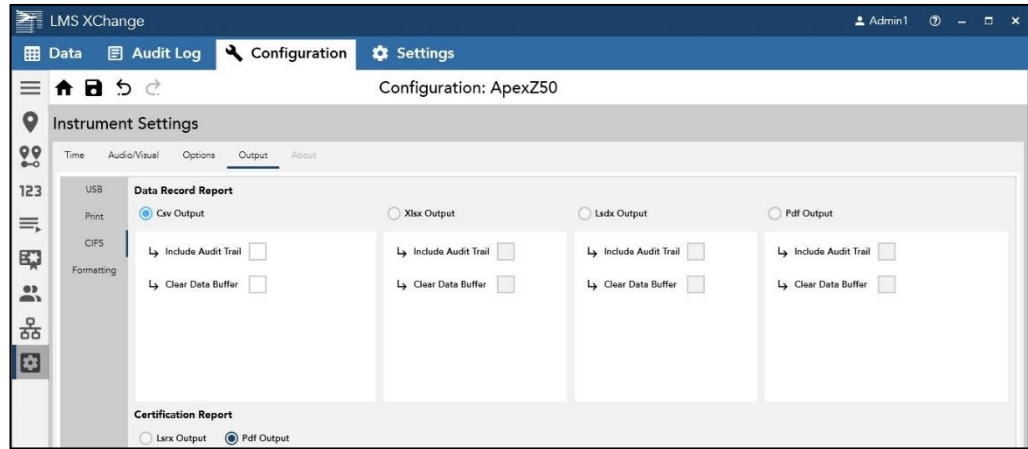 LMS XChange Admin1
Data Audit Log Configuration Settings
Configuration: ApexZ50
Instrument Settings
Time Audio/Visual Options Output About
USB
Print
CIFS
Formatting
123
Data Record Report
Csv Output Xlsx Output Lsdx Output Pdf Output
Include Audit Trail Include Audit Trail Include Audit Trail Include Audit Trail
Clear Data Buffer Clear Data Buffer Clear Data Buffer Clear Data Buffer
Certification Report
Lsrx Output Pdf Output